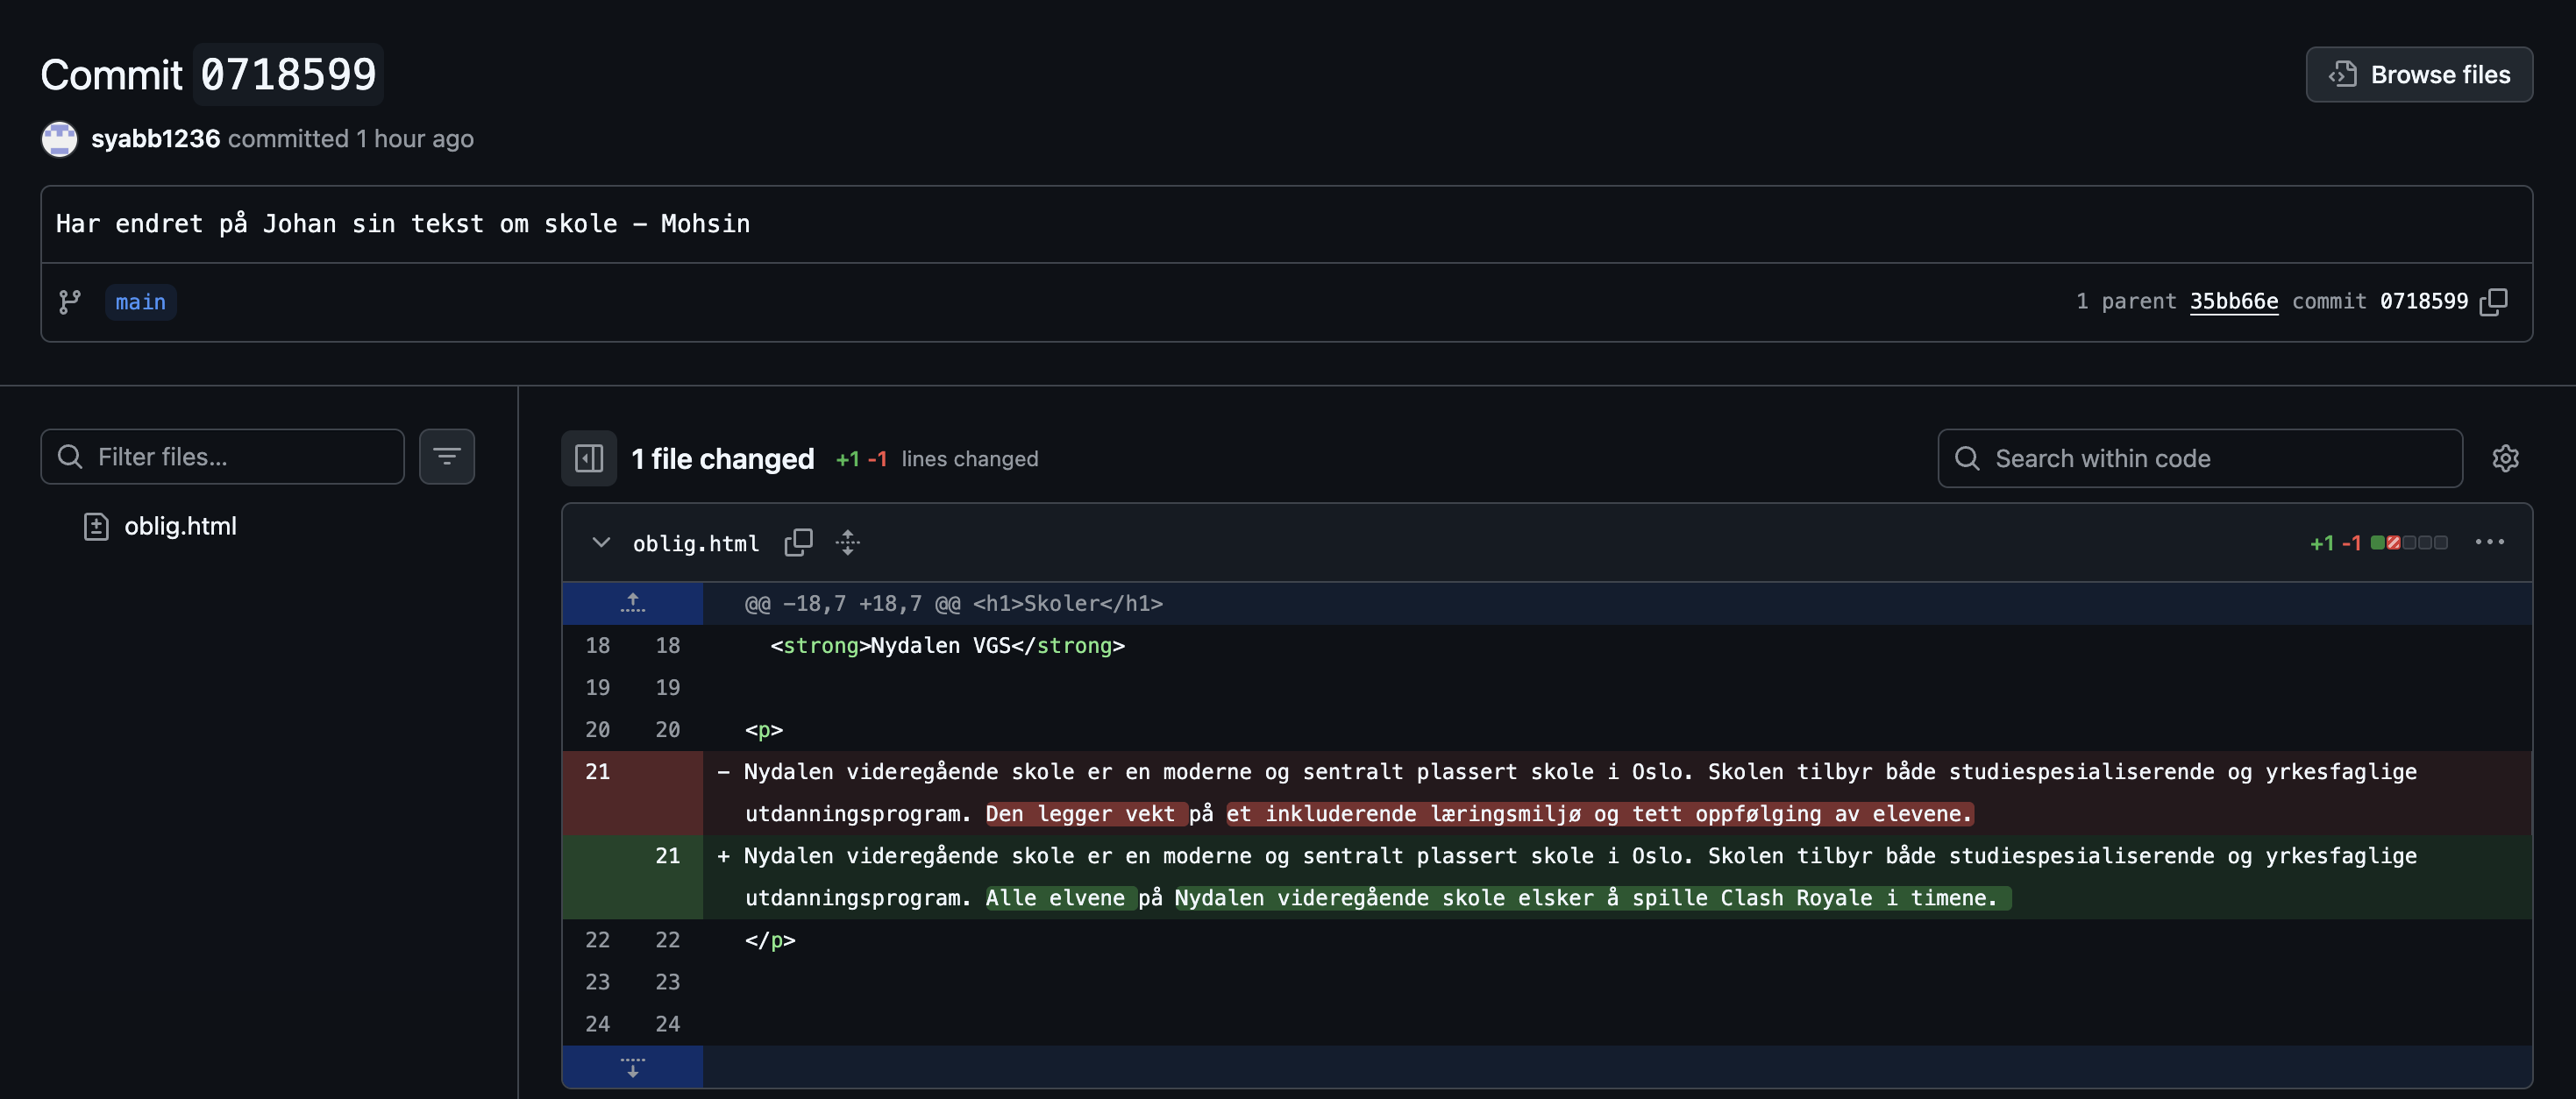 Commit 0718599
Browse files
syabb1236 committed 1 hour ago
Har endret på Johan sin tekst om skole – Mohsin
main
1 parent 35bb66e commit 0718599
Filter files...
oblig.html
1 file changed +1 -1 lines changed
Search within code
oblig.html
+1 -1
@@ -18,7 +18,7 @@ <h1>Skoler</h1>
18 18 <strong>Nydalen VGS</strong>
19 19
20 20 <p>
21 - Nydalen videregående skole er en moderne og sentralt plassert skole i Oslo. Skolen tilbyr både studiespesialiserende og yrkesfaglige
utdanningsprogram. Den legger vekt på et inkluderende læringsmiljø og tett oppfølging av elevene.
21 + Nydalen videregående skole er en moderne og sentralt plassert skole i Oslo. Skolen tilbyr både studiespesialiserende og yrkesfaglige
utdanningsprogram. Alle elvene på Nydalen videregående skole elsker å spille Clash Royale i timene.
22 22 </p>
23 23
24 24